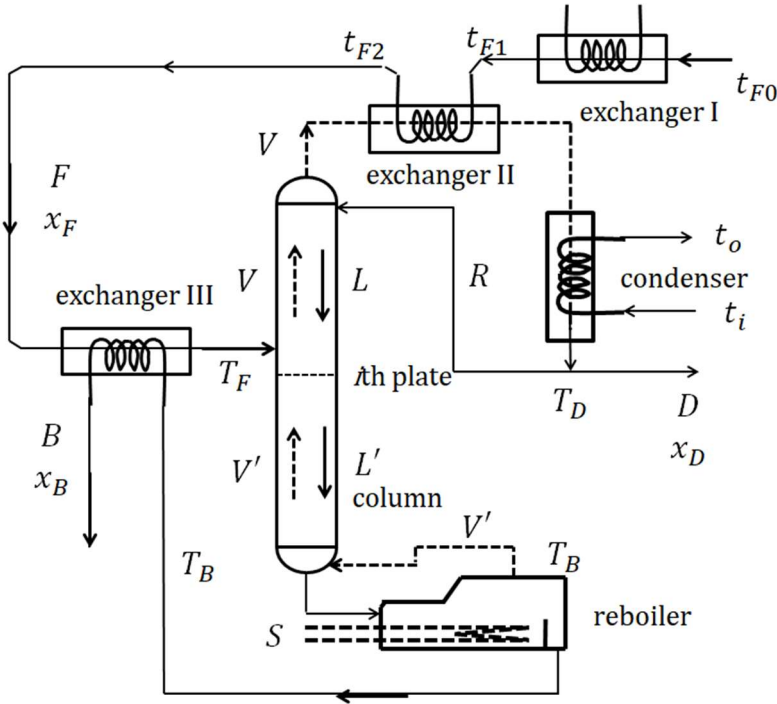 t_F2
t_F1
t_F0
exchanger I
V
exchanger II
F
x_F
t_o
V
L
R
condenser
exchanger III
t_i
T_F
ith plate
T_D
D
x_D
B
x_B
V′
L′
column
V′
T_B
T_B
S
reboiler